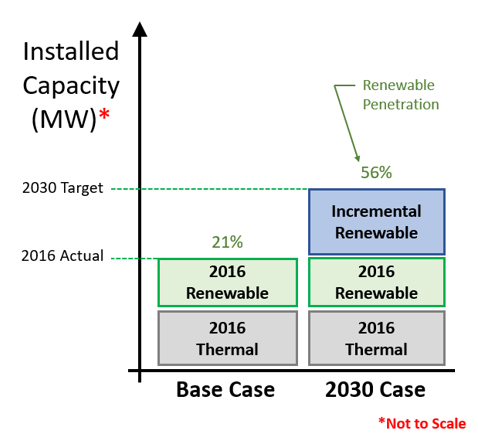 Installed
Capacity
(MW)*
Renewable
Penetration
56%
2030 Target
Incremental
Renewable
21%
2016 Actual
2016
Renewable
2016
Renewable
2016
Thermal
2016
Thermal
Base Case
2030 Case
*Not to Scale